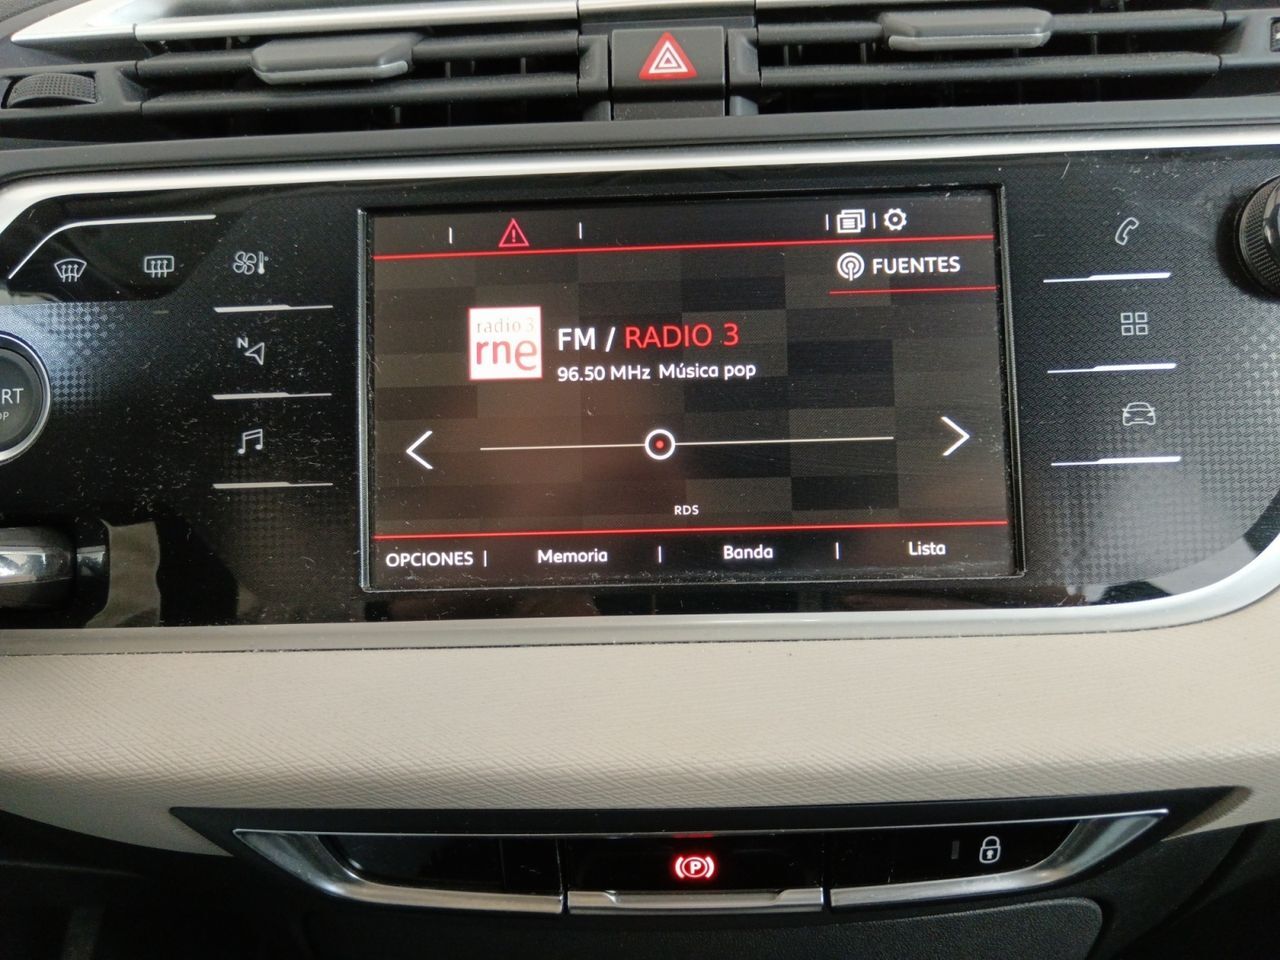 FUENTES
radio 3
rne
FM / RADIO 3
96.50 MHz Música pop
N
RDS
OPCIONES | Memoria | Banda | Lista
P